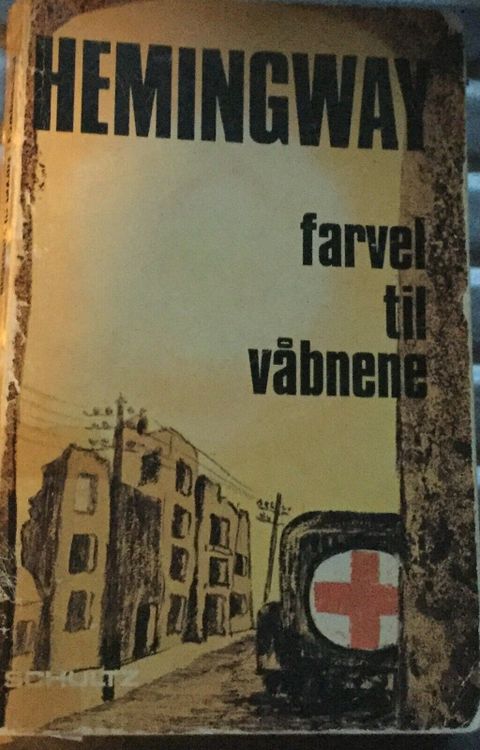 HEMINGWAY
farvel
til
våbnene
SCHULTZ